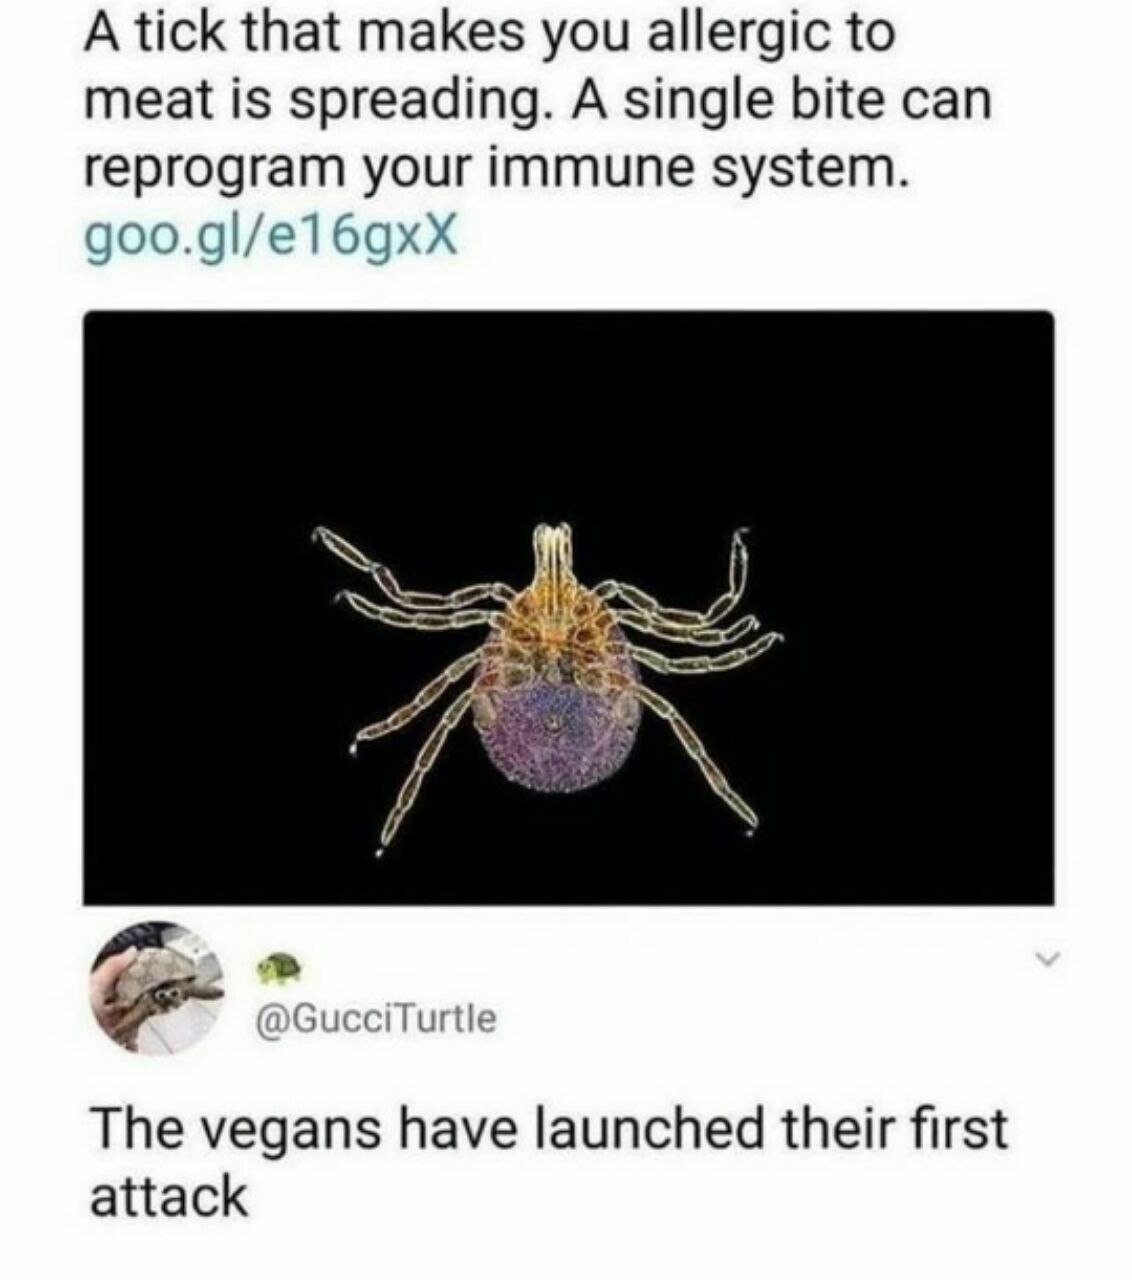 A tick that makes you allergic to
meat is spreading. A single bite can
reprogram your immune system.
goo.gl/e16gxX
@GucciTurtle
The vegans have launched their first
attack